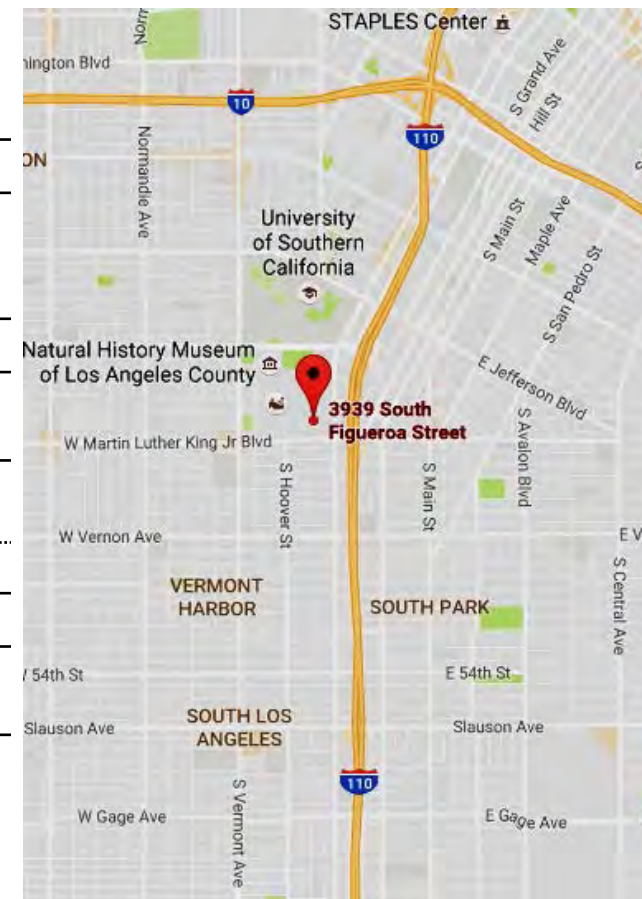 STAPLES Center
Norr
nington Blvd
S Grand Ave
Hill St
10
110
ON
Normandie Ave
University
of Southern
California
S Main St
Maple Ave
S San Pedro St
Natural History Museum
of Los Angeles County
E Jefferson Blvd
3939 South
Figueroa Street
W Martin Luther King Jr Blvd
S Avalon Blvd
S Hoover St
S Main St
W Vernon Ave
E V
S Central Ave
VERMONT
HARBOR
SOUTH PARK
54th St
E 54th St
SOUTH LOS
ANGELES
Slauson Ave
Slauson Ave
110
S Vermont Ave
W Gage Ave
E Gage Ave